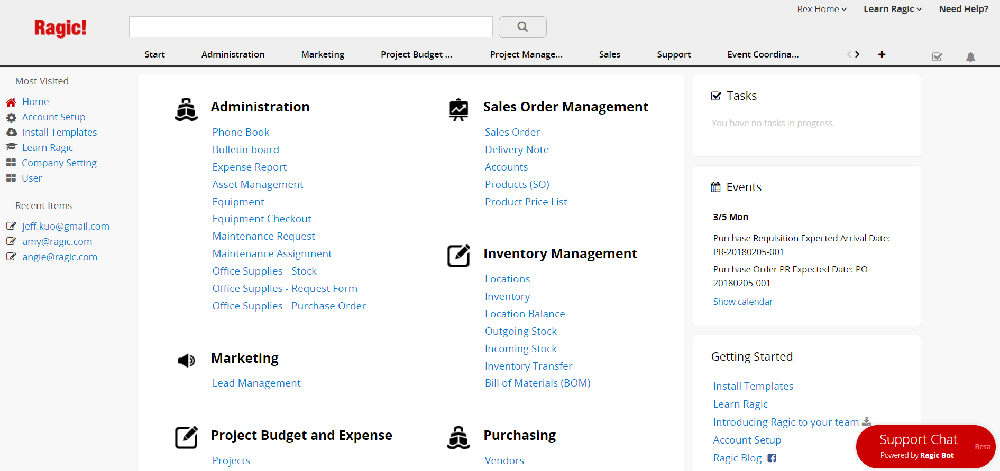 Rex Home
Learn Ragic
Need Help?
Ragic!
Start
Administration
Marketing
Project Budget ...
Project Manage...
Sales
Support
Event Coordina...
Most Visited
Home
Account Setup
Install Templates
Learn Ragic
Company Setting
User
Recent Items
jeff.kuo@gmail.com
amy@ragic.com
angie@ragic.com
Administration
Phone Book
Bulletin board
Expense Report
Asset Management
Equipment
Equipment Checkout
Maintenance Request
Maintenance Assignment
Office Supplies - Stock
Office Supplies - Request Form
Office Supplies - Purchase Order
Marketing
Lead Management
Project Budget and Expense
Projects
Sales Order Management
Sales Order
Delivery Note
Accounts
Products (SO)
Product Price List
Inventory Management
Locations
Inventory
Location Balance
Outgoing Stock
Incoming Stock
Inventory Transfer
Bill of Materials (BOM)
Purchasing
Vendors
Tasks
You have no tasks in progress.
Events
3/5 Mon
Purchase Requisition Expected Arrival Date:
PR-20180205-001
Purchase Order PR Expected Date: PO-
20180205-001
Show calendar
Getting Started
Install Templates
Learn Ragic
Introducing Ragic to your team
Account Setup
Ragic Blog
Support Chat
Powered by Ragic Bot
Beta